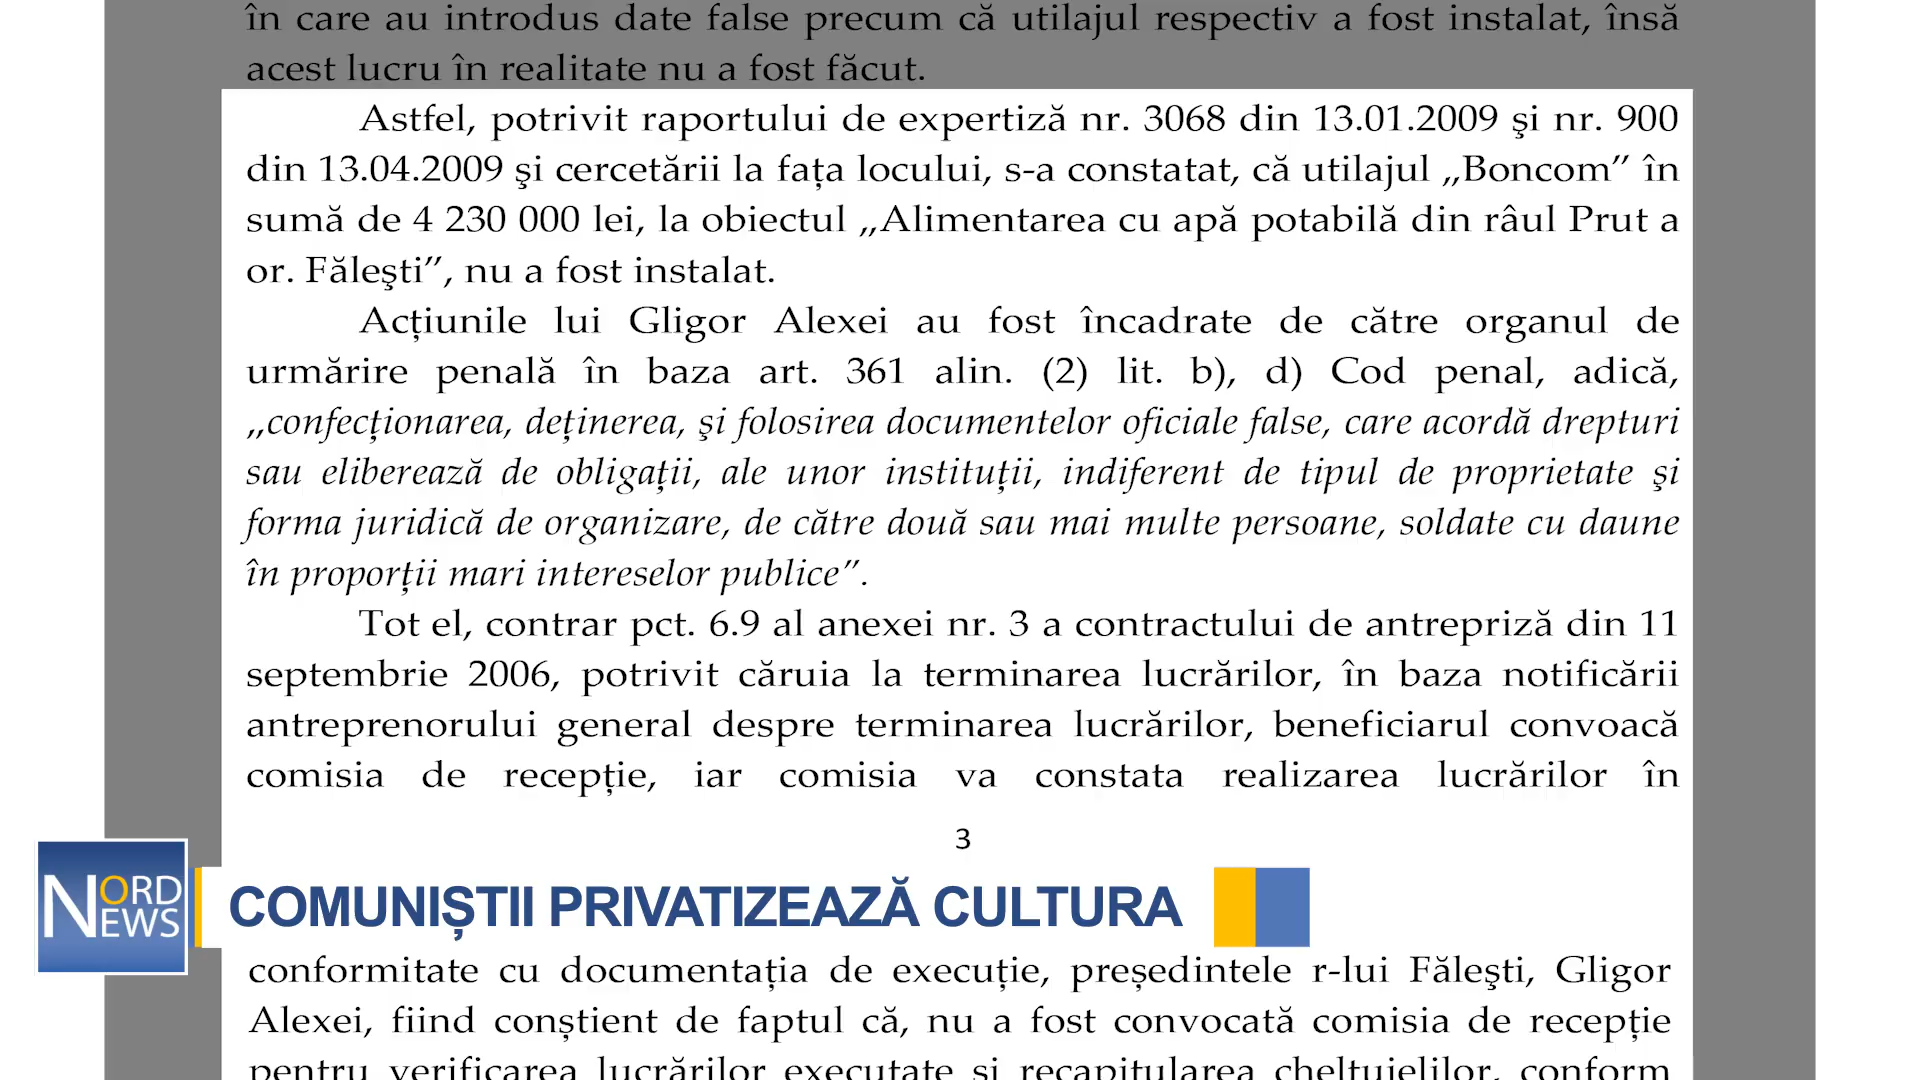 în care au introdus date false precum că utilajul respectiv a fost instalat, însă
acest lucru în realitate nu a fost făcut.
Astfel, potrivit raportului de expertiză nr. 3068 din 13.01.2009 şi nr. 900
din 13.04.2009 şi cercetării la fața locului, s-a constatat, că utilajul ,,Boncom” în
sumă de 4 230 000 lei, la obiectul ,,Alimentarea cu apă potabilă din râul Prut a
or. Făleşti”, nu a fost instalat.
Acțiunile lui Gligor Alexei au fost încadrate de către organul de
urmărire penală în baza art. 361 alin. (2) lit. b), d) Cod penal, adică,
,,confecționarea, deținerea, şi folosirea documentelor oficiale false, care acordă drepturi
sau eliberează de obligații, ale unor instituții, indiferent de tipul de proprietate şi
forma juridică de organizare, de către două sau mai multe persoane, soldate cu daune
în proporții mari intereselor publice”.
Tot el, contrar pct. 6.9 al anexei nr. 3 a contractului de antrepriză din 11
septembrie 2006, potrivit căruia la terminarea lucrărilor, în baza notificării
antreprenorului general despre terminarea lucrărilor, beneficiarul convoacă
comisia de recepție, iar comisia va constata realizarea lucrărilor în
3
NORD
NEWS
COMUNIȘTII PRIVATIZEAZĂ CULTURA
conformitate cu documentația de execuție, președintele r-lui Făleşti, Gligor
Alexei, fiind conștient de faptul că, nu a fost convocată comisia de recepție
pentru verificarea lucrărilor executate și recapitularea cheltuielilor, conform